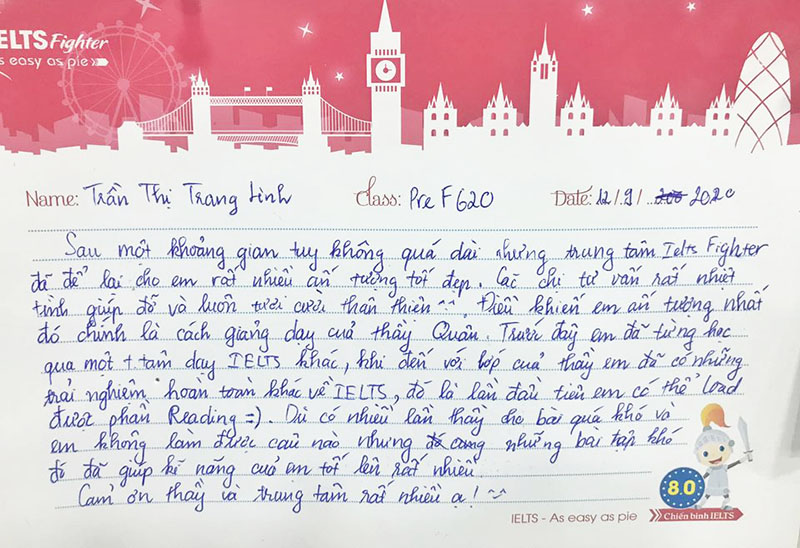 IELTS Fighter
As easy as pie
Name: Trần Thị Trang Linh Class: Pre F620 Date: 12/9/ 2020
Sau một khoảng gian tuy không quá dài nhưng trung tâm Ielts Fighter
đã để lại cho em rất nhiều ấn tượng tốt đẹp. Các chị tư vấn rất nhiệt
tình giúp đỡ và luôn tươi cười thân thiện ^^. Điều khiến em ấn tượng nhất
đó chính là cách giảng dạy của thầy Quân. Trước đây em đã từng học
qua một t.tâm dạy IELTS khác, khi đến với lớp của thầy em đã có những
trải nghiệm hoàn toàn khác về IELTS, đó là lần đầu tiên em có thể load
được phần Reading =). Dù có nhiều lần thầy cho bài quá khó và
em không làm được câu nào nhưng những bài tập khó
đó đã giúp kĩ năng của em tốt lên rất nhiều.
Cảm ơn thầy và trung tâm rất nhiều ạ! ^^
8.0
IELTS - As easy as pie
Chiến binh IELTS